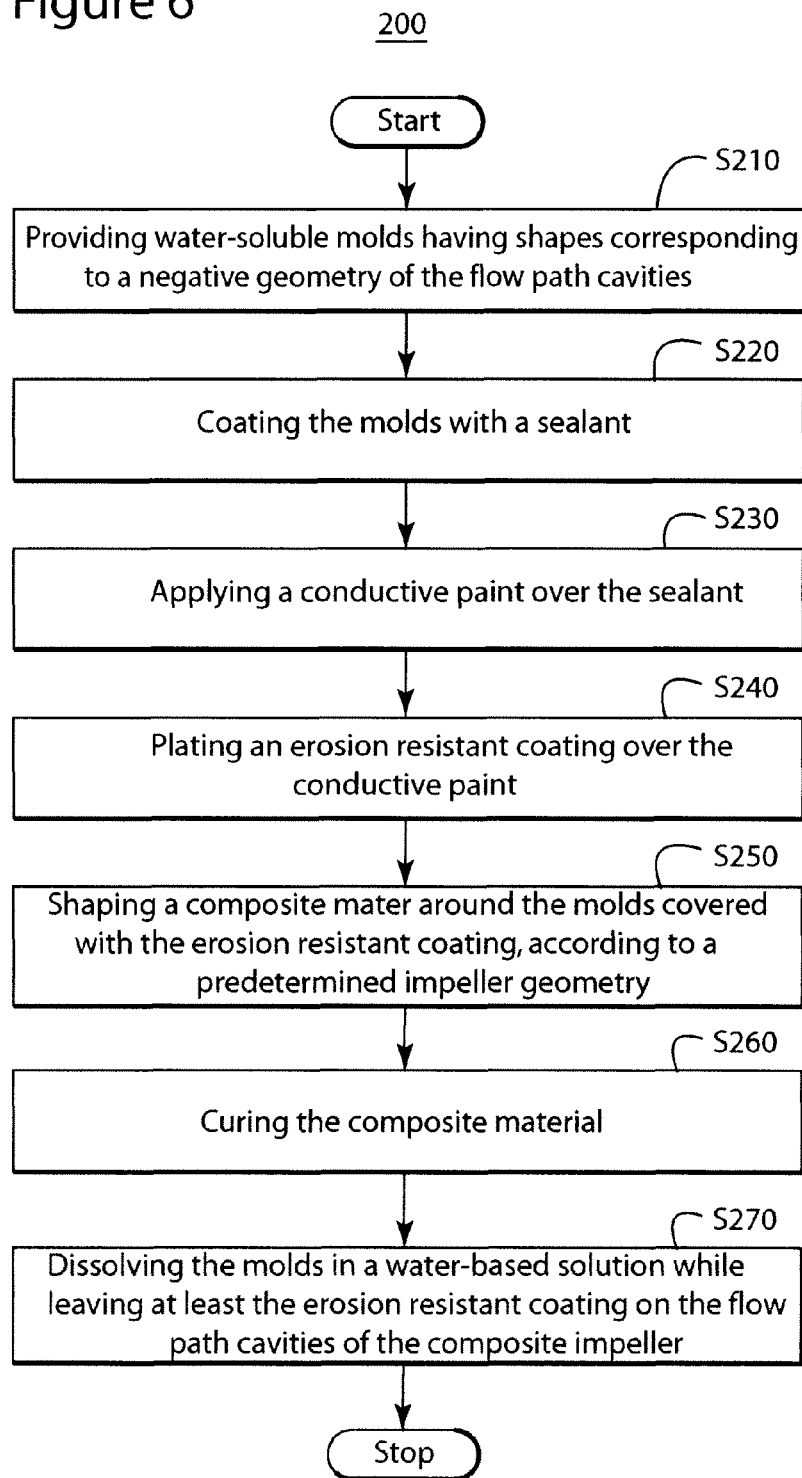 Figure 6
200
Start
S210
Providing water-soluble molds having shapes corresponding
to a negative geometry of the flow path cavities
S220
Coating the molds with a sealant
S230
Applying a conductive paint over the sealant
S240
Plating an erosion resistant coating over the
conductive paint
S250
Shaping a composite mater around the molds covered
with the erosion resistant coating, according to a
predetermined impeller geometry
S260
Curing the composite material
S270
Dissolving the molds in a water-based solution while
leaving at least the erosion resistant coating on the flow
path cavities of the composite impeller
Stop